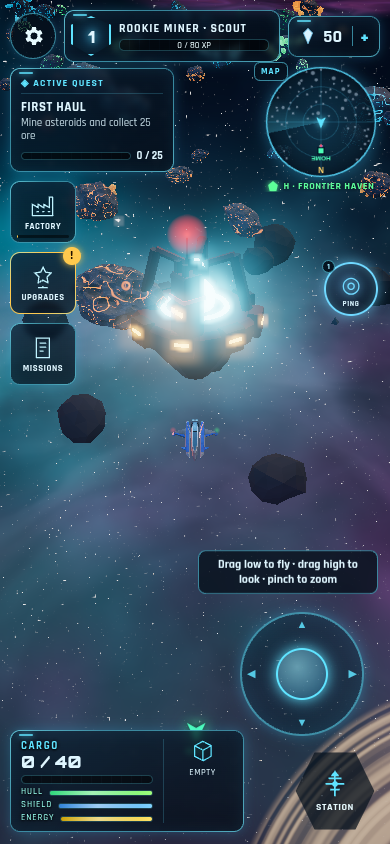 1
ROOKIE MINER · SCOUT
0 / 80 XP
50
+
ACTIVE QUEST
FIRST HAUL
Mine asteroids and collect 25
ore
0 / 25
MAP
HOME
N
H · FRONTIER HAVEN
FACTORY
!
UPGRADES
MISSIONS
1
PING
Drag low to fly · drag high to
look · pinch to zoom
CARGO
0 / 40
EMPTY
HULL
SHIELD
ENERGY
STATION